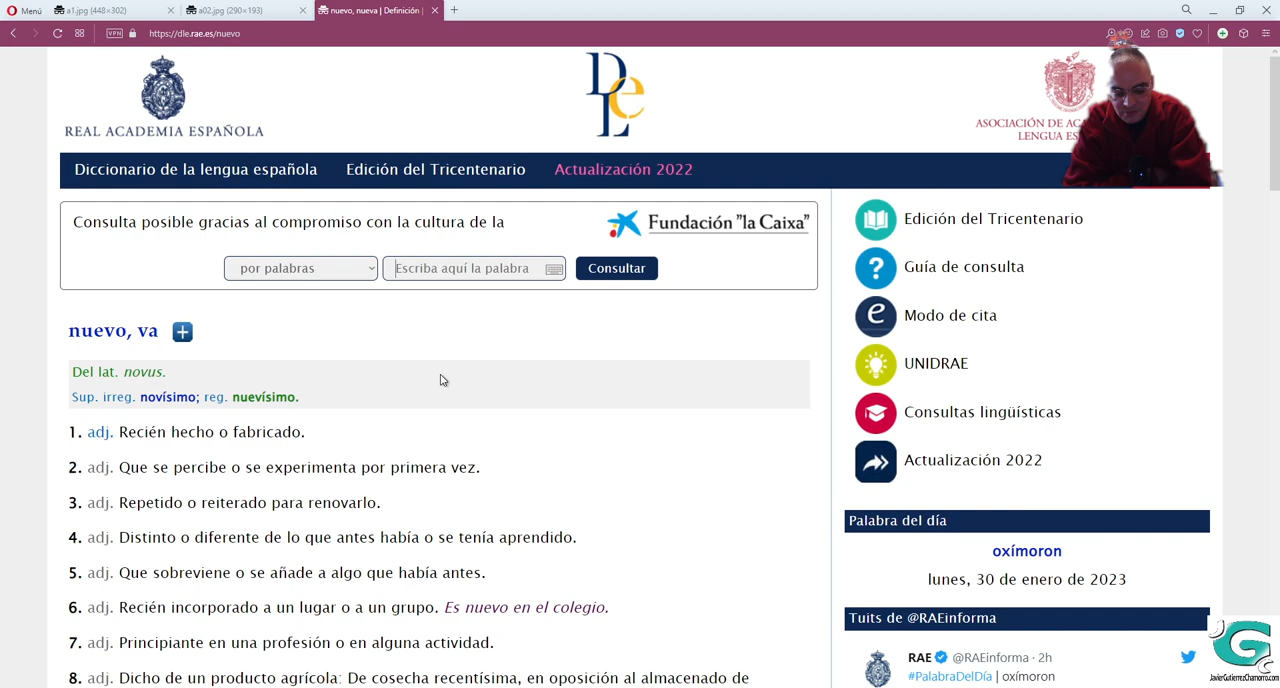 Menú
a1.jpg (448×302)
a02.jpg (290×193)
nuevo, nueva | Definición
VPN
https://dle.rae.es/nuevo
REAL ACADEMIA ESPAÑOLA
DLe
ASOCIACIÓN DE ACA
LENGUA ES
Diccionario de la lengua española
Edición del Tricentenario
Actualización 2022
Consulta posible gracias al compromiso con la cultura de la
Fundación "la Caixa"
por palabras
Escriba aquí la palabra
Consultar
nuevo, va
Del lat. novus.
Sup. irreg. novísimo; reg. nuevísimo.
1. adj. Recién hecho o fabricado.
2. adj. Que se percibe o se experimenta por primera vez.
3. adj. Repetido o reiterado para renovarlo.
4. adj. Distinto o diferente de lo que antes había o se tenía aprendido.
5. adj. Que sobreviene o se añade a algo que había antes.
6. adj. Recién incorporado a un lugar o a un grupo. Es nuevo en el colegio.
7. adj. Principiante en una profesión o en alguna actividad.
8. adj. Dicho de un producto agrícola: De cosecha recentísima, en oposición al almacenado de
Edición del Tricentenario
Guía de consulta
Modo de cita
UNIDRAE
Consultas lingüísticas
Actualización 2022
Palabra del día
oxímoron
lunes, 30 de enero de 2023
Tuits de @RAEinforma
RAE @RAEinforma · 2h
#PalabraDelDía | oxímoron
JGC
JavierGutierrezChamorro.com